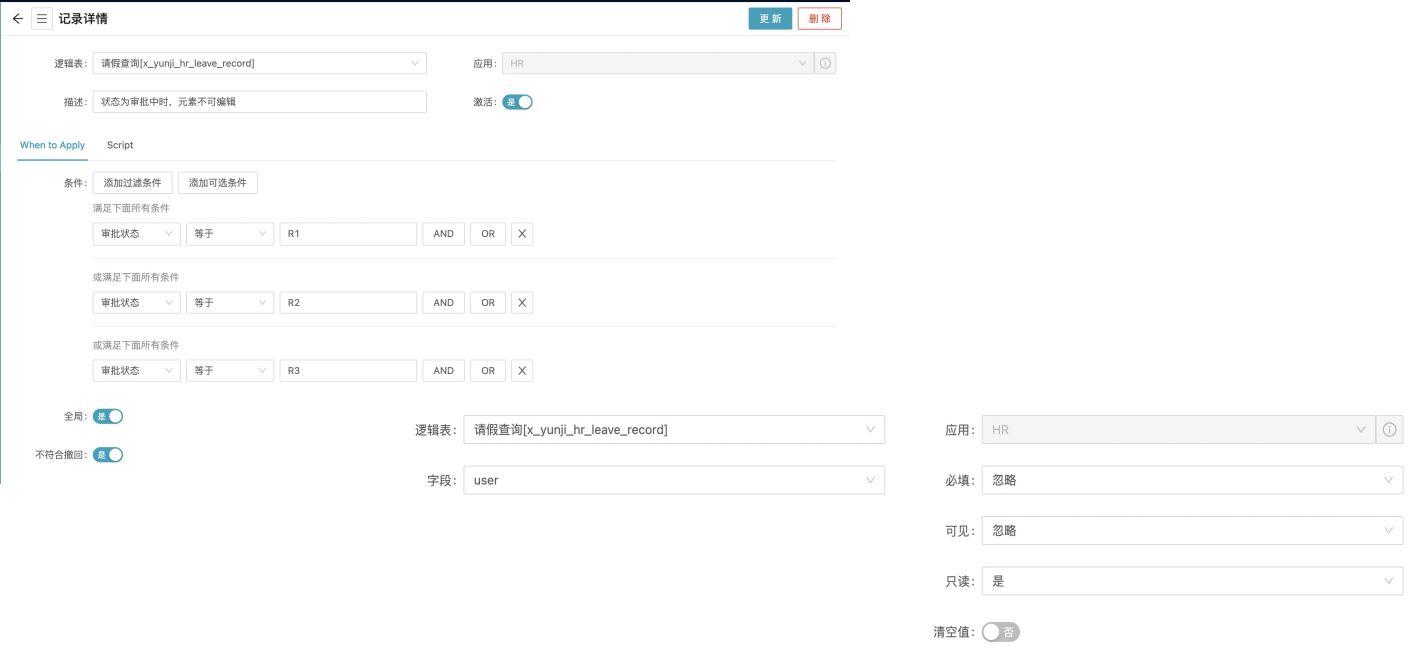 记录详情
更 新
删 除
逻辑表:
请假查询[x_yunji_hr_leave_record]
应用:
HR
描述:
状态为审批中时，元素不可编辑
激活:
是
When to Apply
Script
条件:
添加过滤条件
添加可选条件
满足下面所有条件
审批状态
等于
R1
AND
OR
X
或满足下面所有条件
审批状态
等于
R2
AND
OR
X
或满足下面所有条件
审批状态
等于
R3
AND
OR
X
全局:
是
不符合撤回:
是
逻辑表:
请假查询[x_yunji_hr_leave_record]
应用:
HR
字段:
user
必填:
忽略
可见:
忽略
只读:
是
清空值:
否